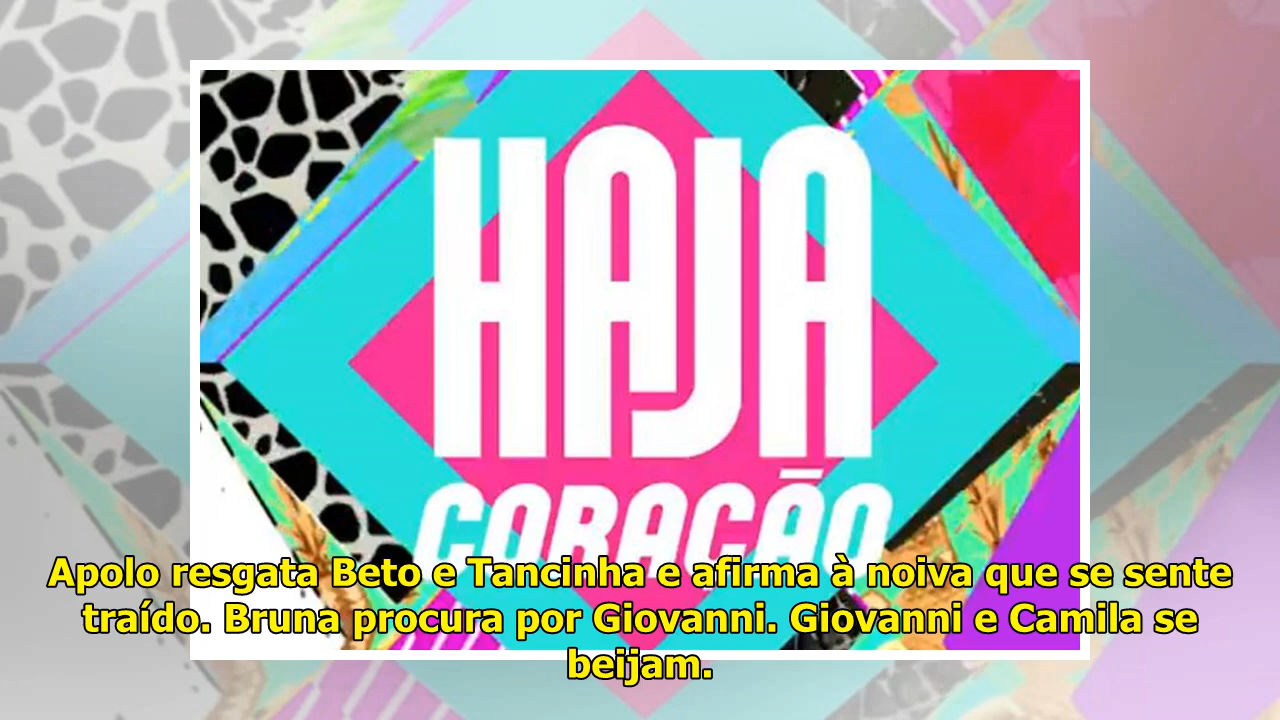 HAJA
CORAÇÃO
Apolo resgata Beto e Tancinha e afirma à noiva que se sente
traído. Bruna procura por Giovanni. Giovanni e Camila se
beijam.